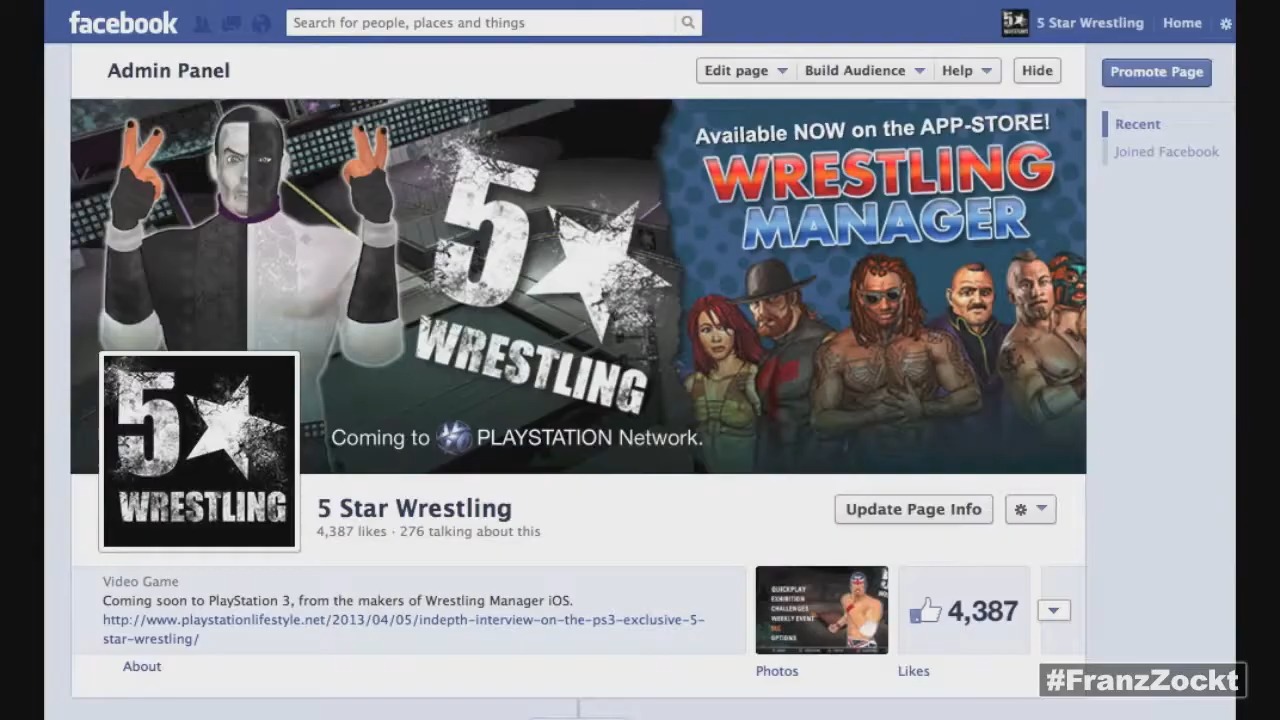 facebook
Search for people, places and things
5 Star Wrestling
Home
Admin Panel
Edit page
Build Audience
Help
Hide
Promote Page
Recent
Joined Facebook
Available NOW on the APP-STORE!
WRESTLING
MANAGER
5
WRESTLING
Coming to PLAYSTATION Network.
5
WRESTLING
5 Star Wrestling
4,387 likes · 276 talking about this
Update Page Info
Video Game
Coming soon to PlayStation 3, from the makers of Wrestling Manager iOS.
http://www.playstationlifestyle.net/2013/04/05/indepth-interview-on-the-ps3-exclusive-5-
star-wrestling/
About
QUICKPLAY
EXHIBITION
CHALLENGES
WEEKLY EVENT
OPTIONS
Photos
4,387
Likes
#FranzZockt